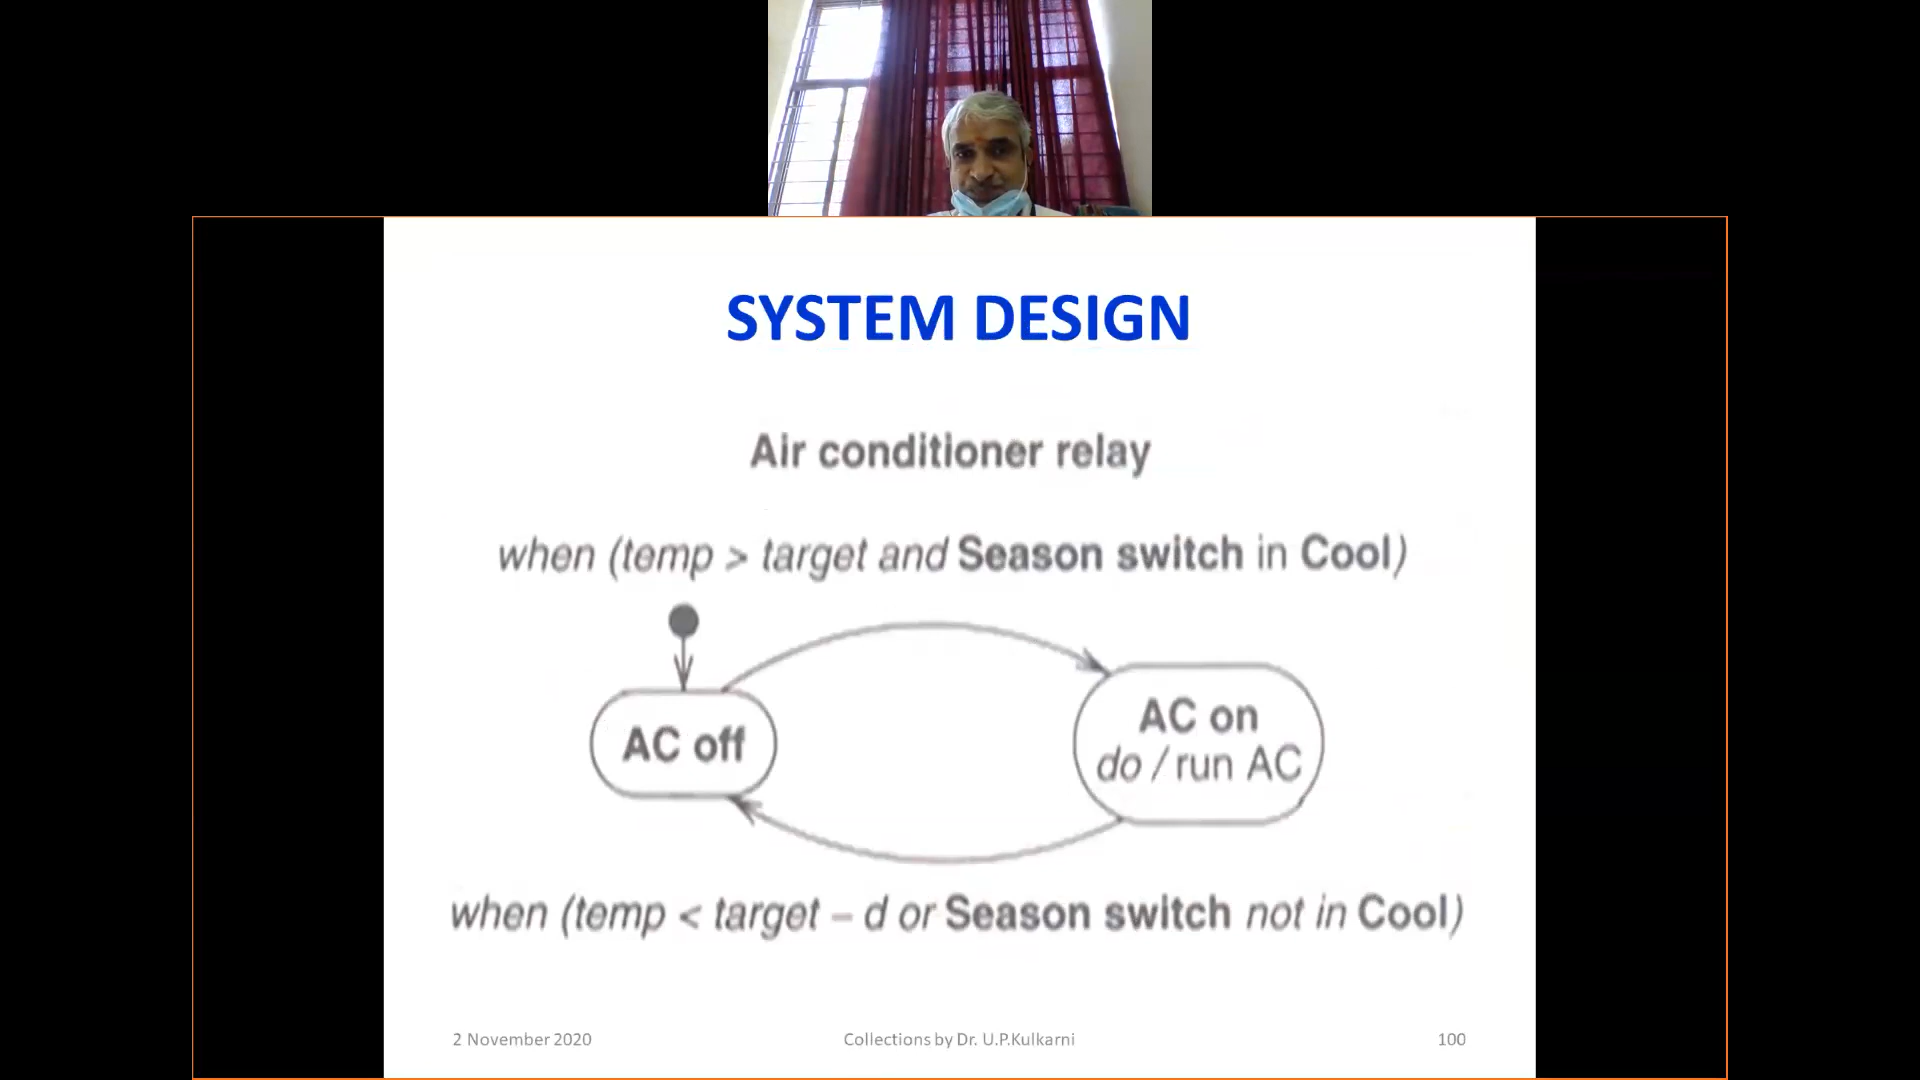 SYSTEM DESIGN
Air conditioner relay
when (temp > target and Season switch in Cool)
AC off
AC on
do / run AC
when (temp < target – d or Season switch not in Cool)
2 November 2020
Collections by Dr. U.P.Kulkarni
100